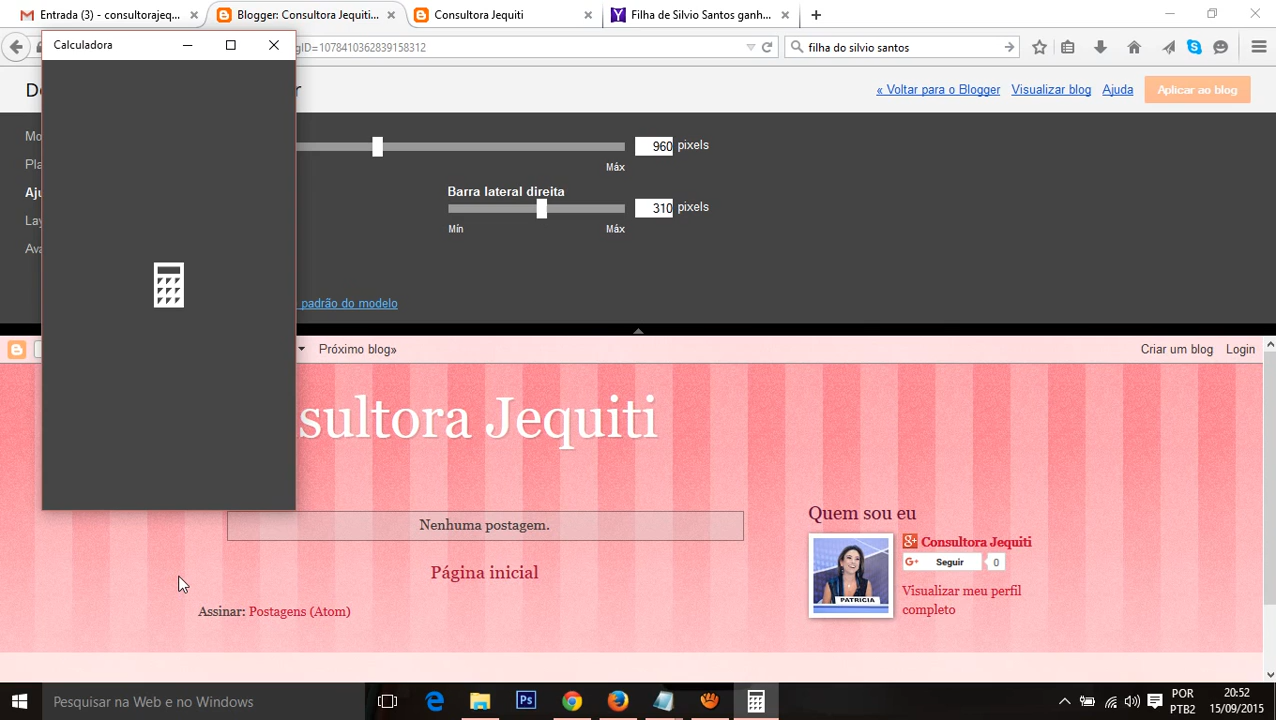 Entrada (3) - consultorajeq...
Blogger: Consultora Jequiti...
Consultora Jequiti
Filha de Silvio Santos ganh...
Calculadora
gID=1078410362839158312
filha do silvio santos
De
r
« Voltar para o Blogger
Visualizar blog
Ajuda
Aplicar ao blog
Mo
Pla
Aju
Lay
Ava
960 pixels
Máx
Barra lateral direita
310 pixels
Mín
Máx
padrão do modelo
Próximo blog»
Criar um blog
Login
sultora Jequiti
Nenhuma postagem.
Página inicial
Assinar: Postagens (Atom)
Quem sou eu
Consultora Jequiti
Seguir
0
PATRICIA
Visualizar meu perfil
completo
Pesquisar na Web e no Windows
Ps
POR
PTB2
20:52
15/09/2015